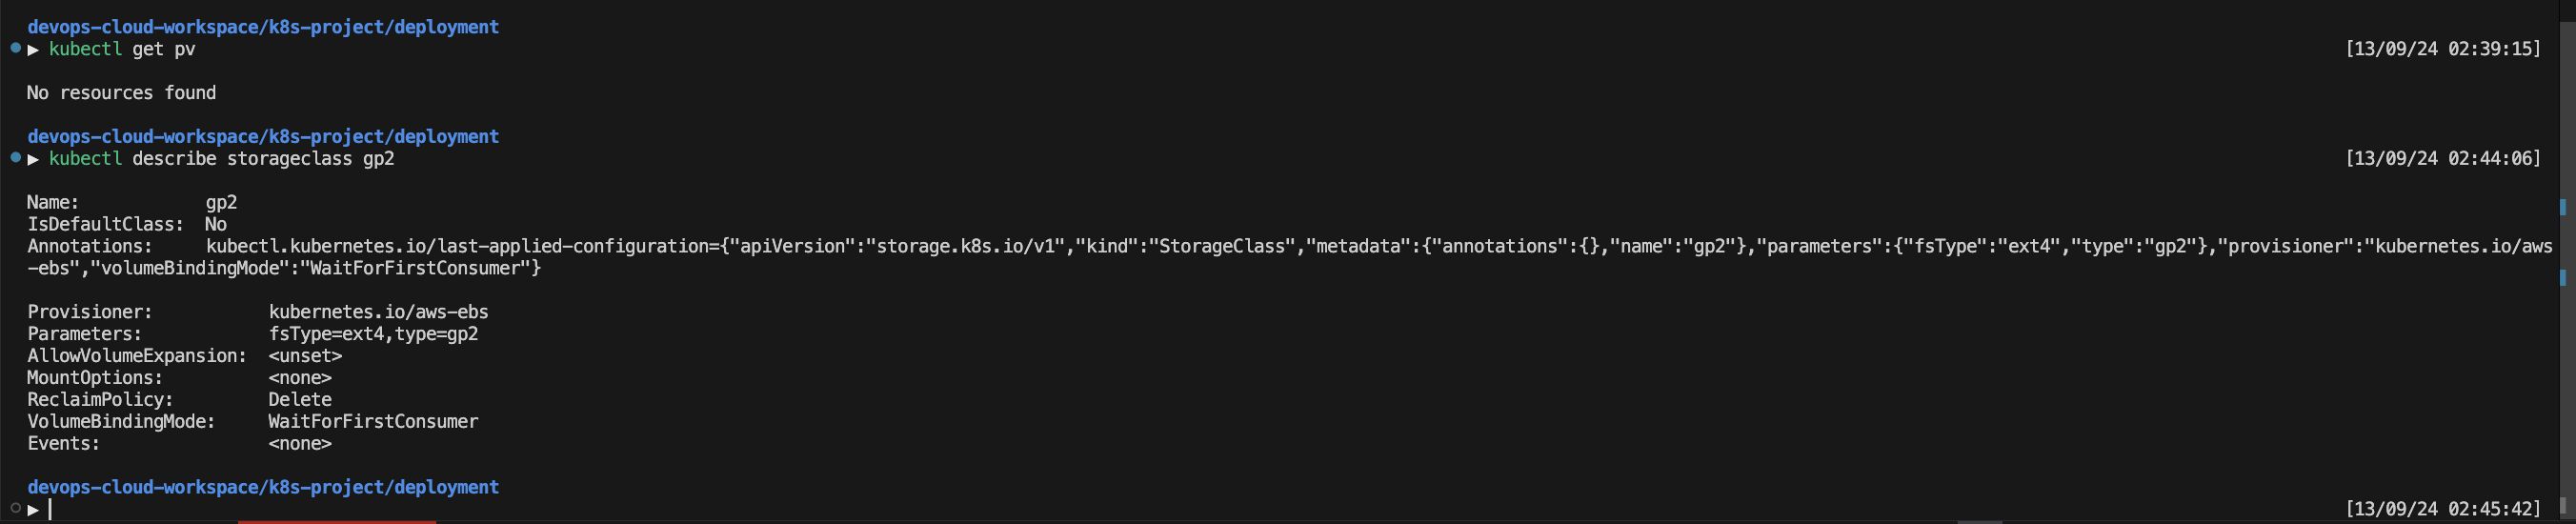 devops-cloud-workspace/k8s-project/deployment
▶ kubectl get pv [13/09/24 02:39:15]
No resources found
devops-cloud-workspace/k8s-project/deployment
▶ kubectl describe storageclass gp2 [13/09/24 02:44:06]
Name: gp2
IsDefaultClass: No
Annotations: kubectl.kubernetes.io/last-applied-configuration={"apiVersion":"storage.k8s.io/v1","kind":"StorageClass","metadata":{"annotations":{},"name":"gp2"},"parameters":{"fsType":"ext4","type":"gp2"},"provisioner":"kubernetes.io/aws
-ebs","volumeBindingMode":"WaitForFirstConsumer"}
Provisioner: kubernetes.io/aws-ebs
Parameters: fsType=ext4,type=gp2
AllowVolumeExpansion: <unset>
MountOptions: <none>
ReclaimPolicy: Delete
VolumeBindingMode: WaitForFirstConsumer
Events: <none>
devops-cloud-workspace/k8s-project/deployment
▶ [13/09/24 02:45:42]